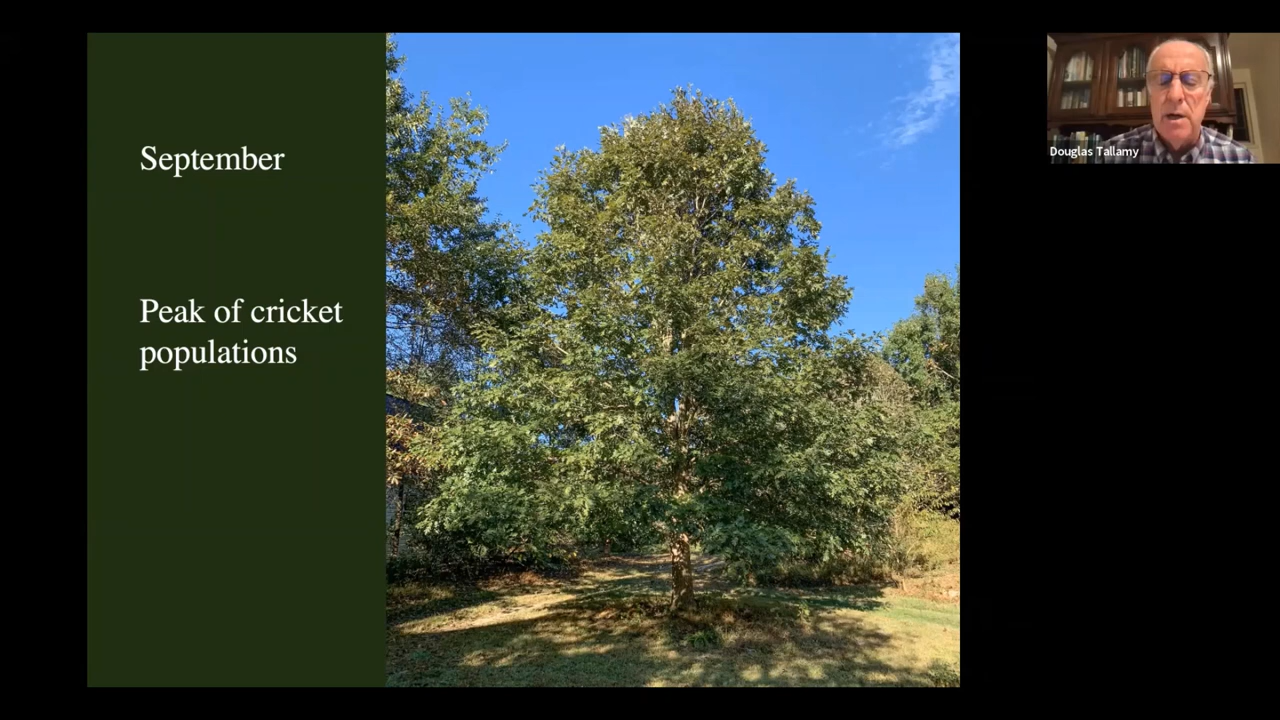 September
Peak of cricket
populations
Douglas Tallamy